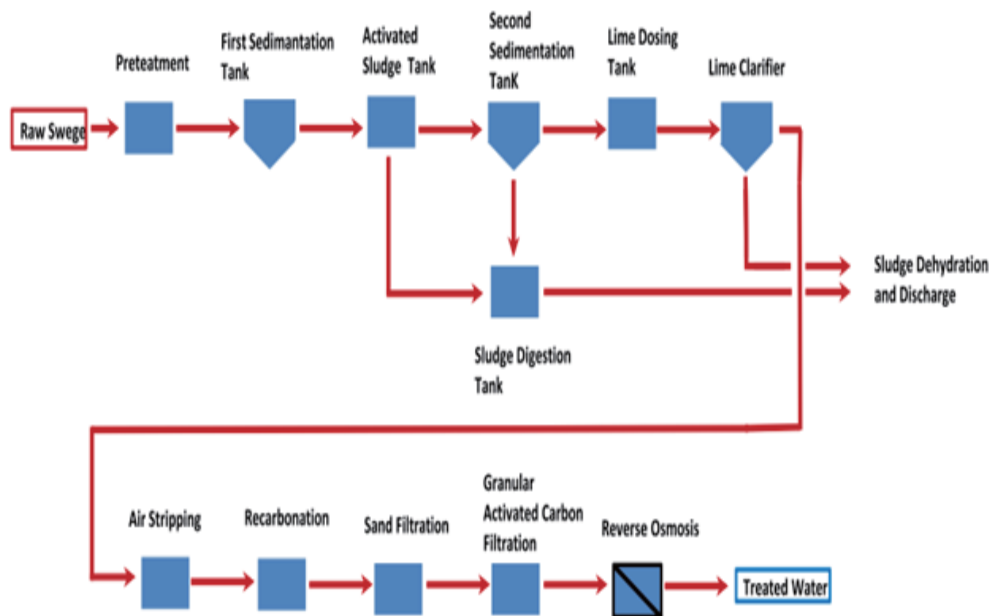 Preteatment
First Sedimantation
Tank
Activated
Sludge Tank
Second
Sedimentation
TanK
Lime Dosing
Tank
Lime Clarifier
Raw Swege
Sludge Dehydration
and Discharge
Sludge Digestion
Tank
Air Stripping
Recarbonation
Sand Filtration
Granular
Activated Carbon
Filtration
Reverse Osmosis
Treated Water